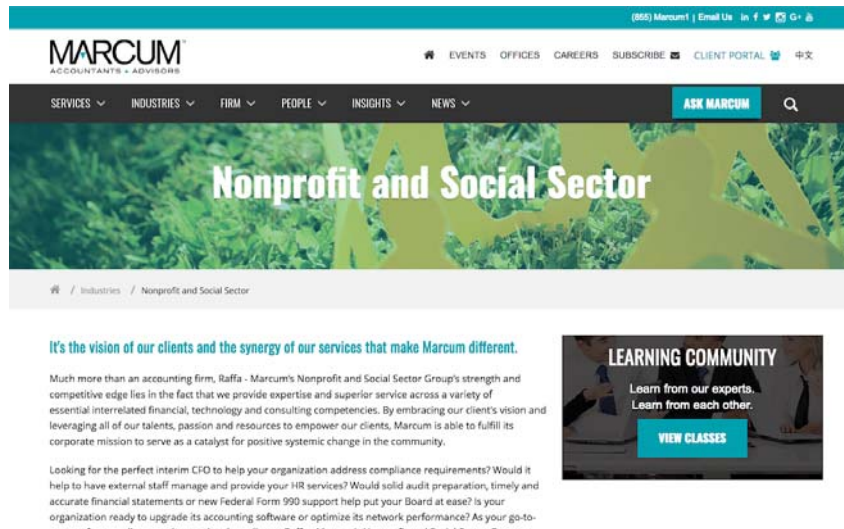 (855) Marcum1 | Email Us
MARCUM
ACCOUNTANTS ▲ ADVISORS
EVENTS OFFICES CAREERS SUBSCRIBE CLIENT PORTAL 中文
SERVICES INDUSTRIES FIRM PEOPLE INSIGHTS NEWS ASK MARCUM
Nonprofit and Social Sector
/ Industries / Nonprofit and Social Sector
It's the vision of our clients and the synergy of our services that make Marcum different.
Much more than an accounting firm, Raffa - Marcum's Nonprofit and Social Sector Group's strength and
competitive edge lies in the fact that we provide expertise and superior service across a variety of
essential interrelated financial, technology and consulting competencies. By embracing our client's vision and
leveraging all of our talents, passion and resources to empower our clients, Marcum is able to fulfill its
corporate mission to serve as a catalyst for positive systemic change in the community.
Looking for the perfect interim CFO to help your organization address compliance requirements? Would it
help to have external staff manage and provide your HR services? Would solid audit preparation, timely and
accurate financial statements or new Federal Form 990 support help put your Board at ease? Is your
organization ready to upgrade its accounting software or optimize its network performance? As your go-to-
LEARNING COMMUNITY
Learn from our experts.
Learn from each other.
VIEW CLASSES